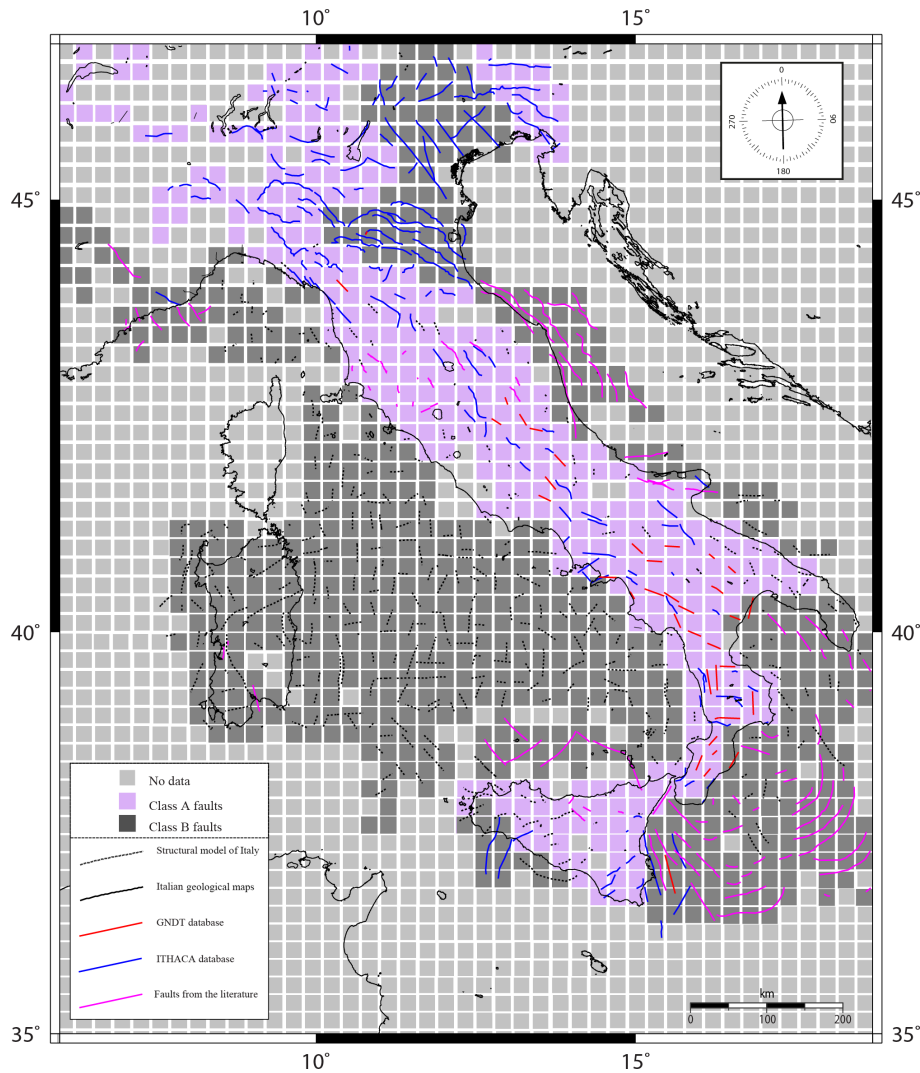 10° 15°
0
270 90
180
45° 45°
40° 40°
No data
Class A faults
Class B faults
Structural model of Italy
Italian geological maps
GNDT database
ITHACA database
Faults from the literature
km
0 50 100 200
35° 35°
10° 15°